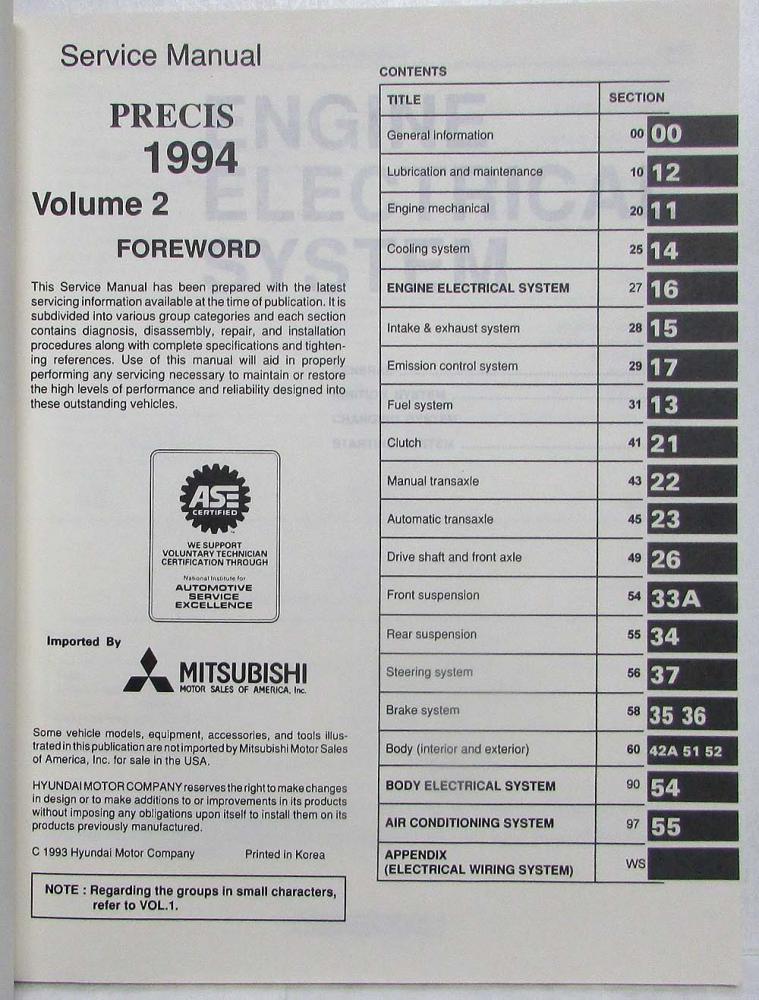 Service Manual
PRECIS
1994
Volume 2
FOREWORD
This Service Manual has been prepared with the latest
servicing information available at the time of publication. It is
subdivided into various group categories and each section
contains diagnosis, disassembly, repair, and installation
procedures along with complete specifications and tighten-
ing references. Use of this manual will aid in properly
performing any servicing necessary to maintain or restore
the high levels of performance and reliability designed into
these outstanding vehicles.
ASE
CERTIFIED
WE SUPPORT
VOLUNTARY TECHNICIAN
CERTIFICATION THROUGH
National Institute for
AUTOMOTIVE
SERVICE
EXCELLENCE
Imported By
MITSUBISHI
MOTOR SALES OF AMERICA, Inc.
Some vehicle models, equipment, accessories, and tools illus-
trated in this publication are not imported by Mitsubishi Motor Sales
of America, Inc. for sale in the USA.
HYUNDAI MOTOR COMPANY reserves the right to make changes
in design or to make additions to or improvements in its products
without imposing any obligations upon itself to install them on its
products previously manufactured.
C 1993 Hyundai Motor Company Printed in Korea
NOTE : Regarding the groups in small characters,
refer to VOL.1.
CONTENTS
TITLE SECTION
General information 00 00
Lubrication and maintenance 10 12
Engine mechanical 20 11
Cooling system 25 14
ENGINE ELECTRICAL SYSTEM 27 16
Intake & exhaust system 28 15
Emission control system 29 17
Fuel system 31 13
Clutch 41 21
Manual transaxle 43 22
Automatic transaxle 45 23
Drive shaft and front axle 49 26
Front suspension 54 33A
Rear suspension 55 34
Steering system 56 37
Brake system 58 35 36
Body (interior and exterior) 60 42A 51 52
BODY ELECTRICAL SYSTEM 90 54
AIR CONDITIONING SYSTEM 97 55
APPENDIX
(ELECTRICAL WIRING SYSTEM) WS
ENGINE
ELECTRICAL
SYSTEM